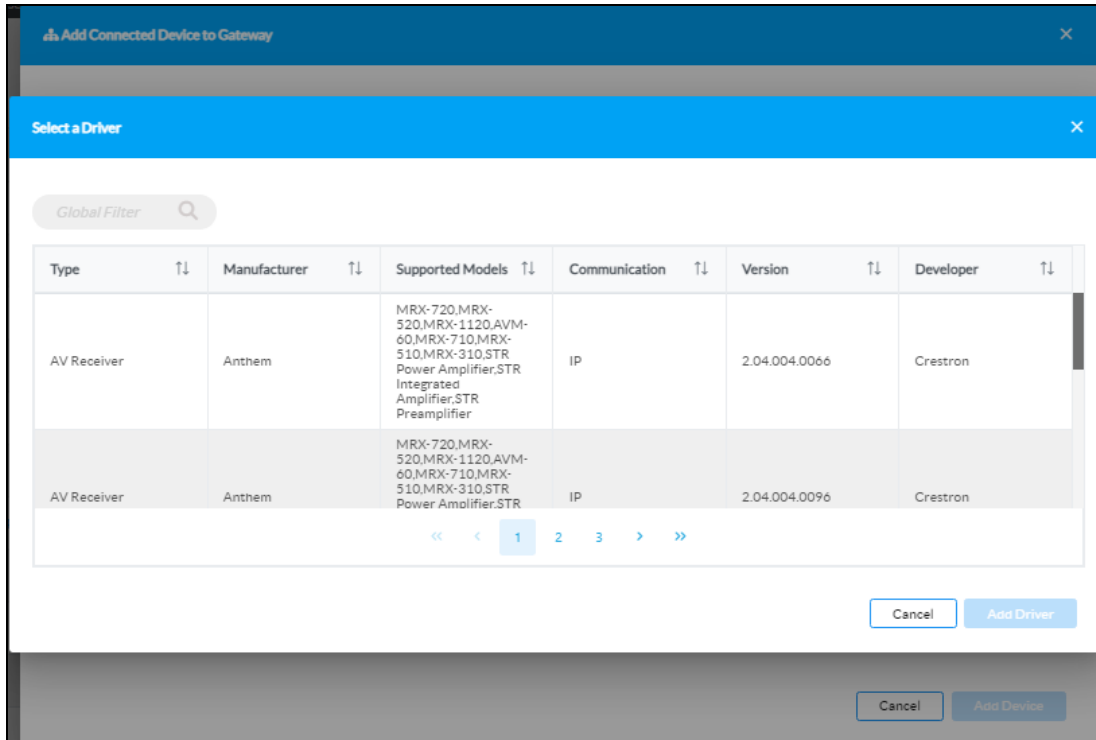 Add Connected Device to Gateway
Select a Driver
Global Filter
Type Manufacturer Supported Models Communication Version Developer
MRX-720,MRX-
520,MRX-1120,AVM-
60,MRX-710,MRX-
510,MRX-310,STR
AV Receiver Anthem Power Amplifier,STR IP 2.04.004.0066 Crestron
Integrated
Amplifier,STR
Preamplifier
MRX-720,MRX-
520,MRX-1120,AVM-
60,MRX-710,MRX-
AV Receiver Anthem 510,MRX-310,STR IP 2.04.004.0096 Crestron
Power Amplifier,STR
« ‹ 1 2 3 › »
Cancel Add Driver
Cancel Add Device